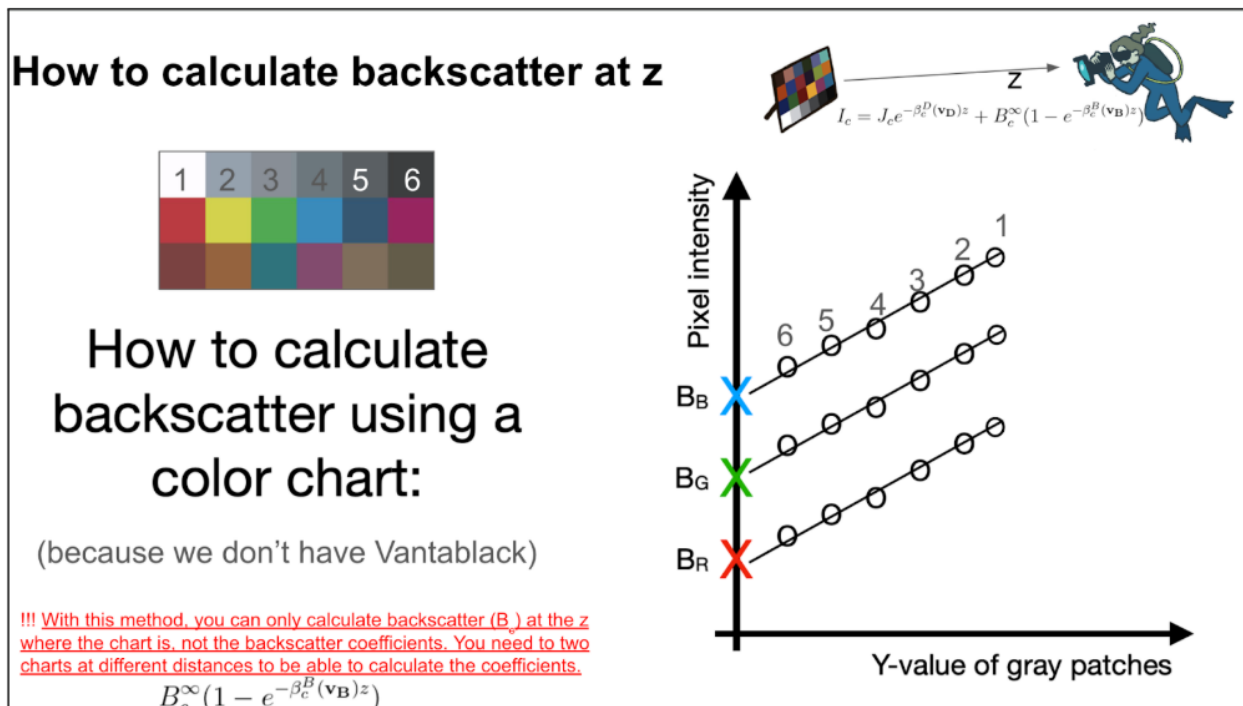 How to calculate backscatter at z
z
I_c = J_c e^{-β_c^D(v_D)z} + B_c^∞(1 - e^{-β_c^B(v_B)z})
1 2 3 4 5 6
How to calculate
backscatter using a
color chart:
(because we don’t have Vantablack)
!!! With this method, you can only calculate backscatter (B_c) at the z
where the chart is, not the backscatter coefficients. You need to two
charts at different distances to be able to calculate the coefficients.
B_c^∞(1 - e^{-β_c^B(v_B)z})
Pixel intensity
6 5 4 3 2 1
B_B
B_G
B_R
Y-value of gray patches